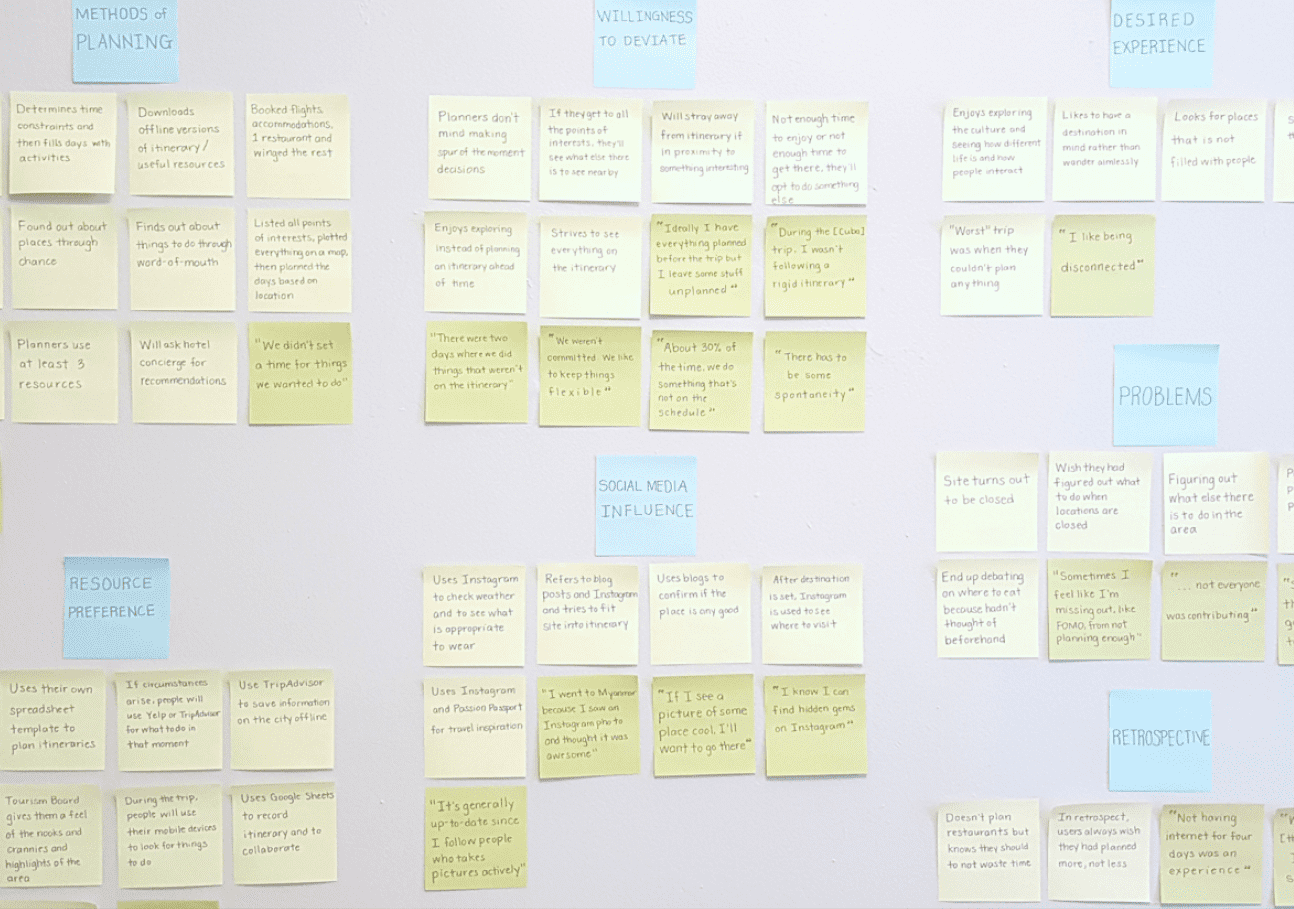 METHODS of
PLANNING
Determines time
constraints and
then fills days with
activities
Downloads
offline versions
of itinerary /
useful resources
Booked flights,
accommodations,
1 restaurant and
winged the rest
Found out about
places through
chance
Finds out about
things to do through
word-of-mouth
Listed all points
of interests, plotted
everything on a map,
then planned the
days based on
location
Planners use
at least 3
resources
Will ask hotel
concierge for
recommendations
"We didn't set
a time for things
we wanted to do"
RESOURCE
PREFERENCE
Uses their own
spreadsheet
template to
plan itineraries
If circumstances
arise, people will
use Yelp or TripAdvisor
for what to do in
that moment
Use TripAdvisor
to save information
on the city offline
Tourism Board
gives them a feel
of the nooks and
crannies and
highlights of the
area
During the trip,
people will use
their mobile devices
to look for things
to do
Uses Google Sheets
to record
itinerary and to
collaborate
WILLINGNESS
TO DEVIATE
Planners don't
mind making
spur of the moment
decisions
If they get to all
the points of
interests, they'll
see what else there
is to see nearby
Will stray away
from itinerary if
in proximity to
something interesting
Not enough time
to enjoy or not
enough time to
get there, they'll
opt to do something
else
Enjoys exploring
instead of planning
an itinerary ahead
of time
Strives to see
everything on
the itinerary
"Ideally I have
everything planned
before the trip but
I leave some stuff
unplanned"
"During the [Cuba]
trip, I wasn't
following a
rigid itinerary"
"There were two
days where we did
things that weren't
on the itinerary"
"We weren't
committed. We like
to keep things
flexible"
"About 30% of
the time, we do
something that's
not on the
schedule"
"There has to
be some
spontaneity"
SOCIAL MEDIA
INFLUENCE
Uses Instagram
to check weather
and to see what
is appropriate
to wear
Refers to blog
posts and Instagram
and tries to fit
site into itinerary
Uses blogs to
confirm if the
place is any good
After destination
is set, Instagram
is used to see
where to visit
Uses Instagram
and Passion Passport
for travel inspiration
"I went to Myanmar
because I saw an
Instagram photo
and thought it was
awesome"
"If I see a
picture of some
place cool, I'll
want to go there"
"I know I can
find hidden gems
on Instagram"
"It's generally
up-to-date since
I follow people
who takes
pictures actively"
DESIRED
EXPERIENCE
Enjoys exploring
the culture and
seeing how different
life is and how
people interact
Likes to have a
destination in
mind rather than
wander aimlessly
Looks for places
that is not
filled with people
"Worst" trip
was when they
couldn't plan
anything
"I like being
disconnected"
PROBLEMS
Site turns out
to be closed
Wish they had
figured out what
to do when
locations are
closed
Figuring out
what else there
is to do in the
area
End up debating
on where to eat
because hadn't
thought of
beforehand
"Sometimes I
feel like I'm
missing out, like
FOMO, from not
planning enough"
"... not everyone
was contributing"
RETROSPECTIVE
Doesn't plan
restaurants but
knows they should
to not waste time
In retrospect,
users always wish
they had planned
more, not less
"Not having
internet for four
days was an
experience"